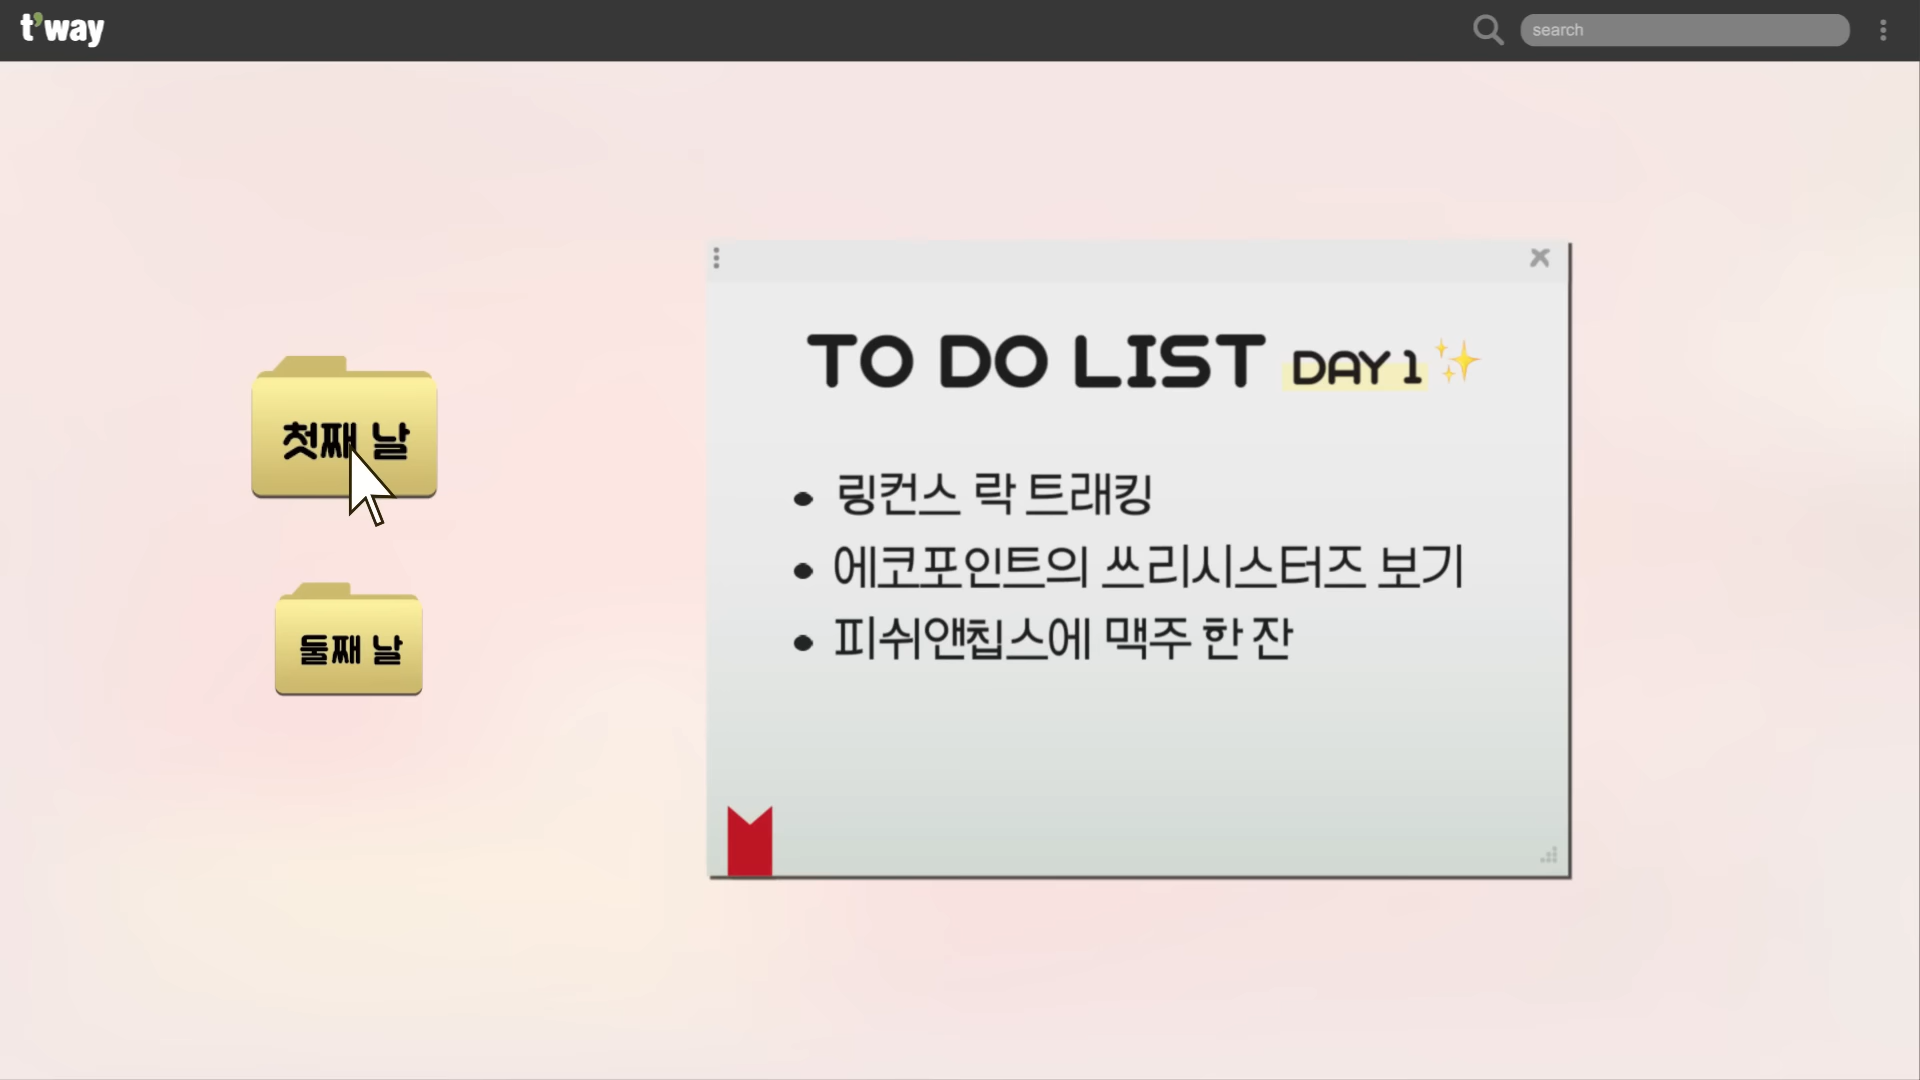 t'way
search
첫째 날
둘째 날
TO DO LIST DAY 1
링컨스 락 트래킹
에코포인트의 쓰리시스터즈 보기
피쉬앤칩스에 맥주 한 잔